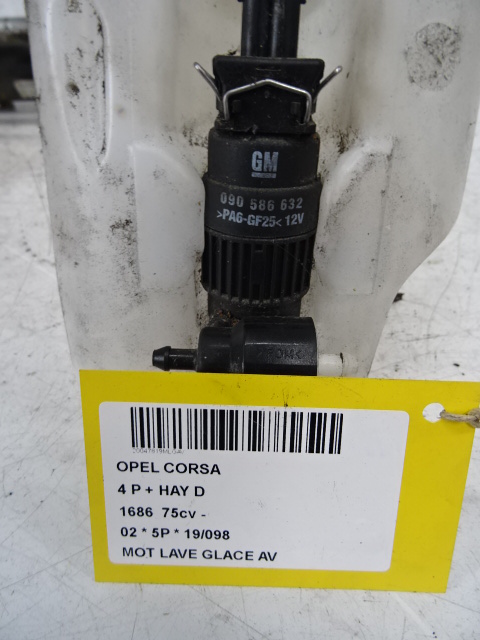 GM
090 586 632
>PA6-GF25< 12V
OPEL CORSA
4 P + HAY D
1686 75cv -
02 * 5P * 19/098
MOT LAVE GLACE AV